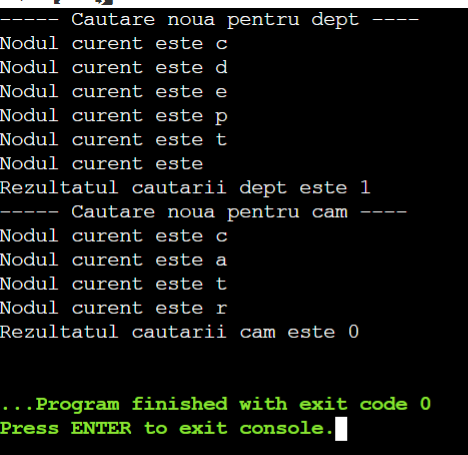 ----- Cautare noua pentru dept ----
Nodul curent este c
Nodul curent este d
Nodul curent este e
Nodul curent este p
Nodul curent este t
Nodul curent este
Rezultatul cautarii dept este 1
----- Cautare noua pentru cam ----
Nodul curent este c
Nodul curent este a
Nodul curent este t
Nodul curent este r
Rezultatul cautarii cam este 0
...Program finished with exit code 0
Press ENTER to exit console.